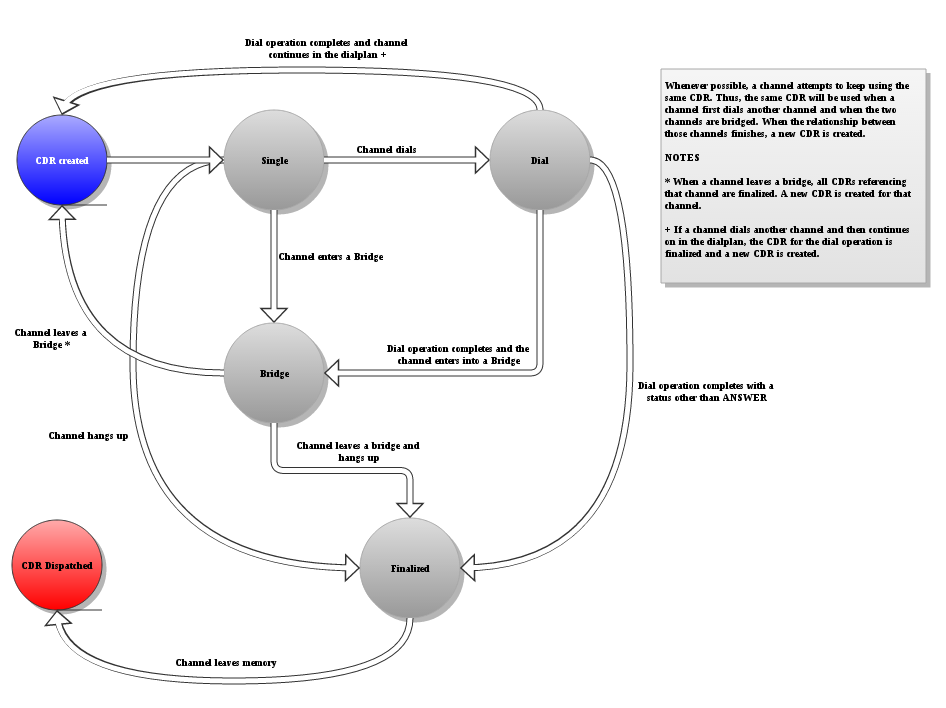 Dial operation completes and channel
continues in the dialplan +
Whenever possible, a channel attempts to keep using the
same CDR. Thus, the same CDR will be used when a
channel first dials another channel and when the two
channels are bridged. When the relationship between
those channels finishes, a new CDR is created.
NOTES
* When a channel leaves a bridge, all CDRs referencing
that channel are finalized. A new CDR is created for that
channel.
+ If a channel dials another channel and then continues
on in the dialplan, the CDR for the dial operation is
finalized and a new CDR is created.
CDR created
Single
Channel dials
Dial
Channel enters a Bridge
Channel leaves a
Bridge *
Bridge
Dial operation completes and the
channel enters into a Bridge
Dial operation completes with a
status other than ANSWER
Channel hangs up
Channel leaves a bridge and
hangs up
CDR Dispatched
Finalized
Channel leaves memory